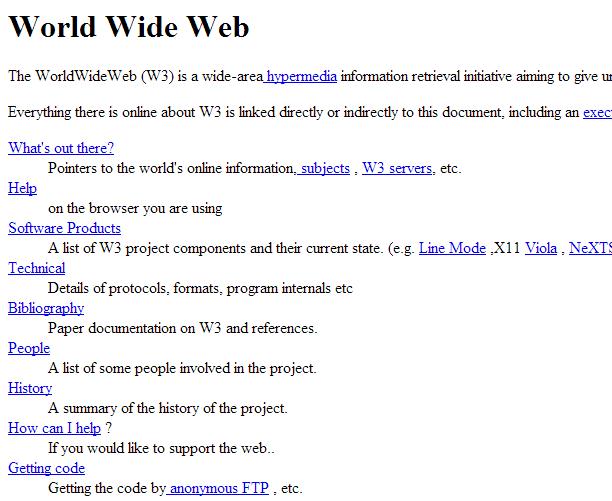 World Wide Web
The WorldWideWeb (W3) is a wide-area hypermedia information retrieval initiative aiming to give
Everything there is online about W3 is linked directly or indirectly to this document, including an
What's out there?
Pointers to the world's online information, subjects , W3 servers, etc.
Help
on the browser you are using
Software Products
A list of W3 project components and their current state. (e.g. Line Mode ,X11 Viola , NeXTS
Technical
Details of protocols, formats, program internals etc
Bibliography
Paper documentation on W3 and references.
People
A list of some people involved in the project.
History
A summary of the history of the project.
How can I help ?
If you would like to support the web..
Getting code
Getting the code by anonymous FTP , etc.